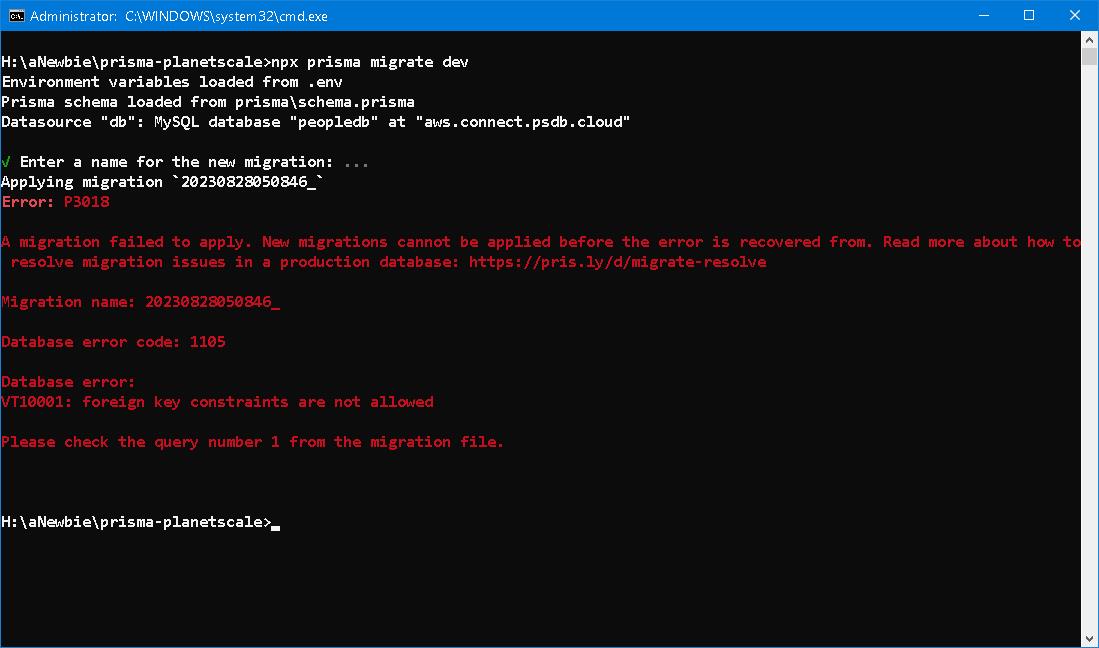 Administrator: C:\WINDOWS\system32\cmd.exe
H:\aNewbie\prisma-planetscale>npx prisma migrate dev
Environment variables loaded from .env
Prisma schema loaded from prisma\schema.prisma
Datasource "db": MySQL database "peopledb" at "aws.connect.psdb.cloud"
√ Enter a name for the new migration: ...
Applying migration `20230828050846_`
Error: P3018
A migration failed to apply. New migrations cannot be applied before the error is recovered from. Read more about how to
resolve migration issues in a production database: https://pris.ly/d/migrate-resolve
Migration name: 20230828050846_
Database error code: 1105
Database error:
VT10001: foreign key constraints are not allowed
Please check the query number 1 from the migration file.
H:\aNewbie\prisma-planetscale>